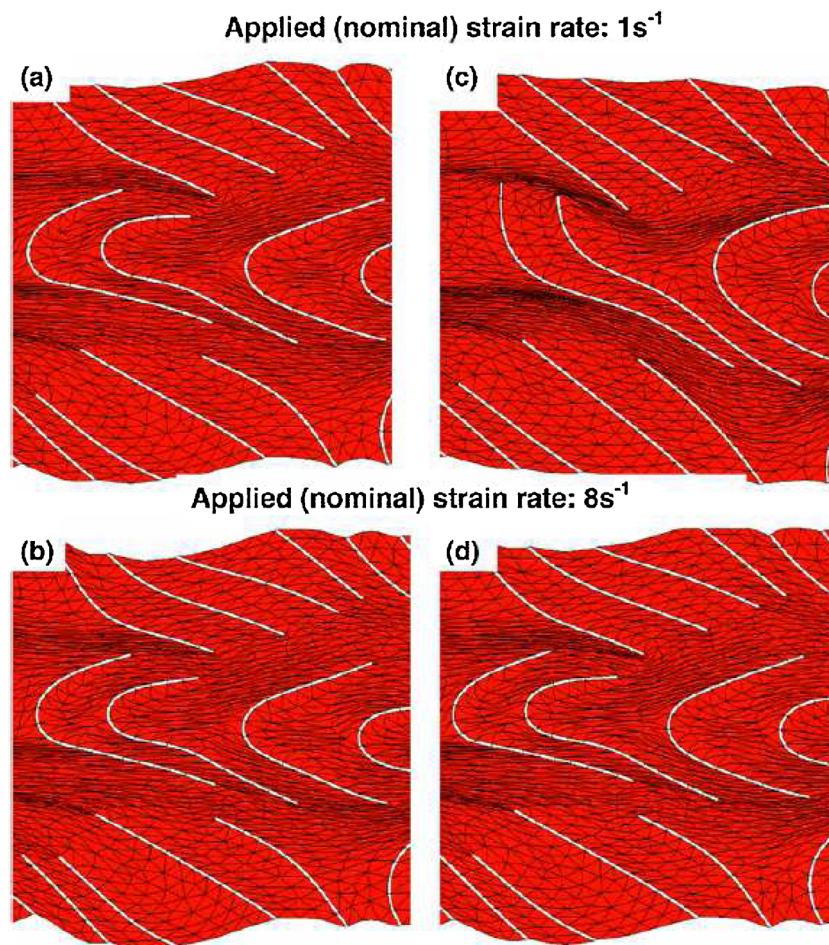 Applied (nominal) strain rate: 1s⁻¹
(a)
(c)
Applied (nominal) strain rate: 8s⁻¹
(b)
(d)